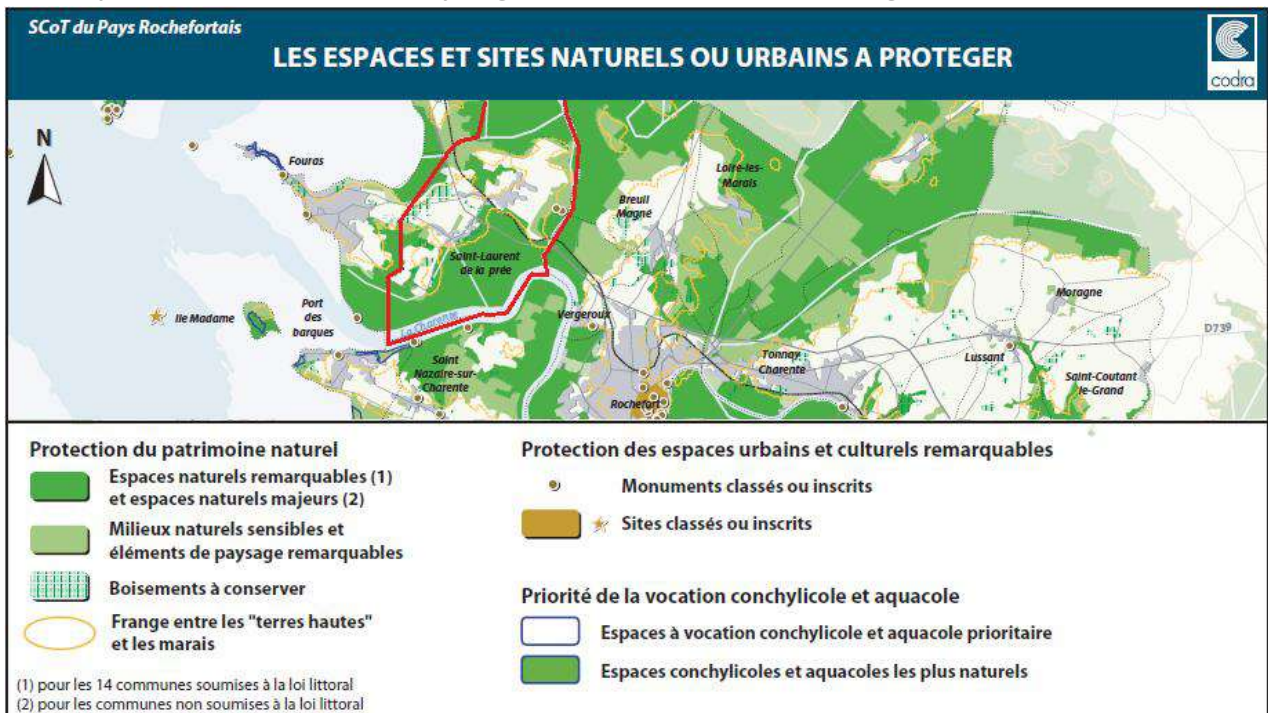 SCoT du Pays Rochefortais
LES ESPACES ET SITES NATURELS OU URBAINS A PROTEGER
codra
N
Fouras
Loire-les-
Marais
Breuil
Magné
Saint-Laurent
de la prée
Ile Madame
Port
des
barques
La Charente
Vergeroux
Moragne
D739
Saint
Nazaire-sur-
Charente
Tonnay
Charente
Lussant
Saint-Coutant
le-Grand
Rochefort
Protection du patrimoine naturel
Espaces naturels remarquables (1)
et espaces naturels majeurs (2)
Milieux naturels sensibles et
éléments de paysage remarquables
Boisements à conserver
Frange entre les "terres hautes"
et les marais
(1) pour les 14 communes soumises à la loi littoral
(2) pour les communes non soumises à la loi littoral
Protection des espaces urbains et culturels remarquables
Monuments classés ou inscrits
Sites classés ou inscrits
Priorité de la vocation conchylicole et aquacole
Espaces à vocation conchylicole et aquacole prioritaire
Espaces conchylicoles et aquacoles les plus naturels